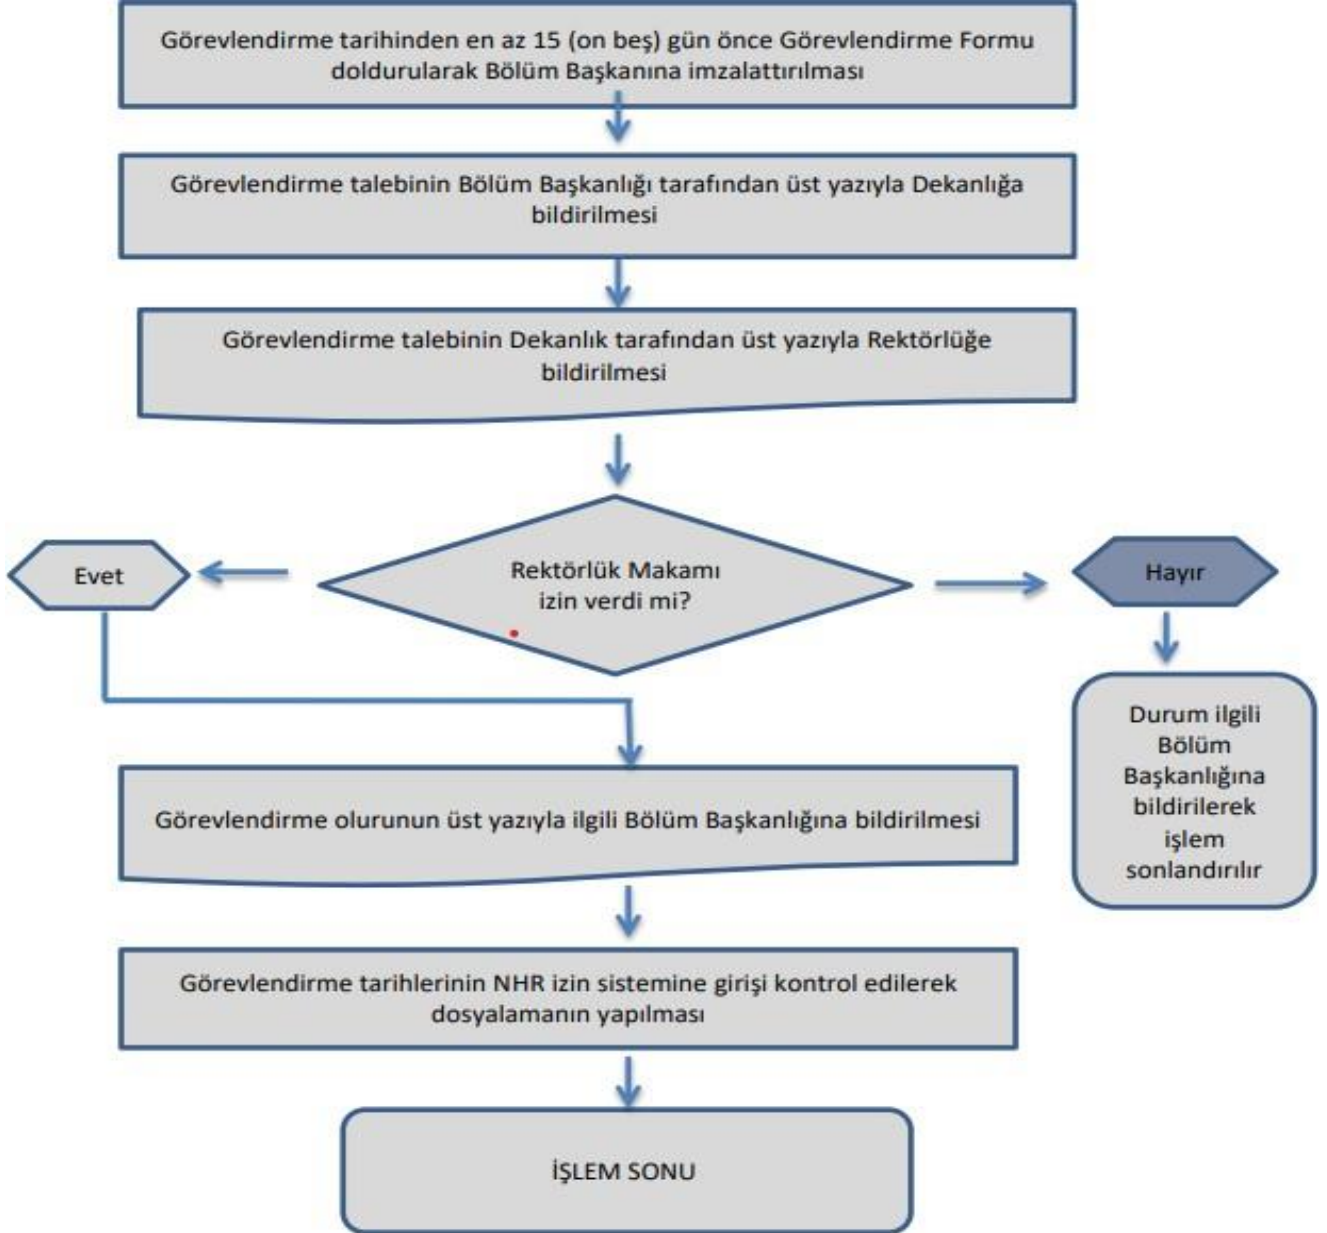 Görevlendirme tarihinden en az 15 (on beş) gün önce Görevlendirme Formu
doldurularak Bölüm Başkanına imzalattırılması
Görevlendirme talebinin Bölüm Başkanlığı tarafından üst yazıyla Dekanlığa
bildirilmesi
Görevlendirme talebinin Dekanlık tarafından üst yazıyla Rektörlüğe
bildirilmesi
Rektörlük Makamı
izin verdi mi?
Evet
Hayır
Durum ilgili
Bölüm
Başkanlığına
bildirilerek
işlem
sonlandırılır
Görevlendirme olurunun üst yazıyla ilgili Bölüm Başkanlığına bildirilmesi
Görevlendirme tarihlerinin NHR izin sistemine girişi kontrol edilerek
dosyalamanın yapılması
İŞLEM SONU